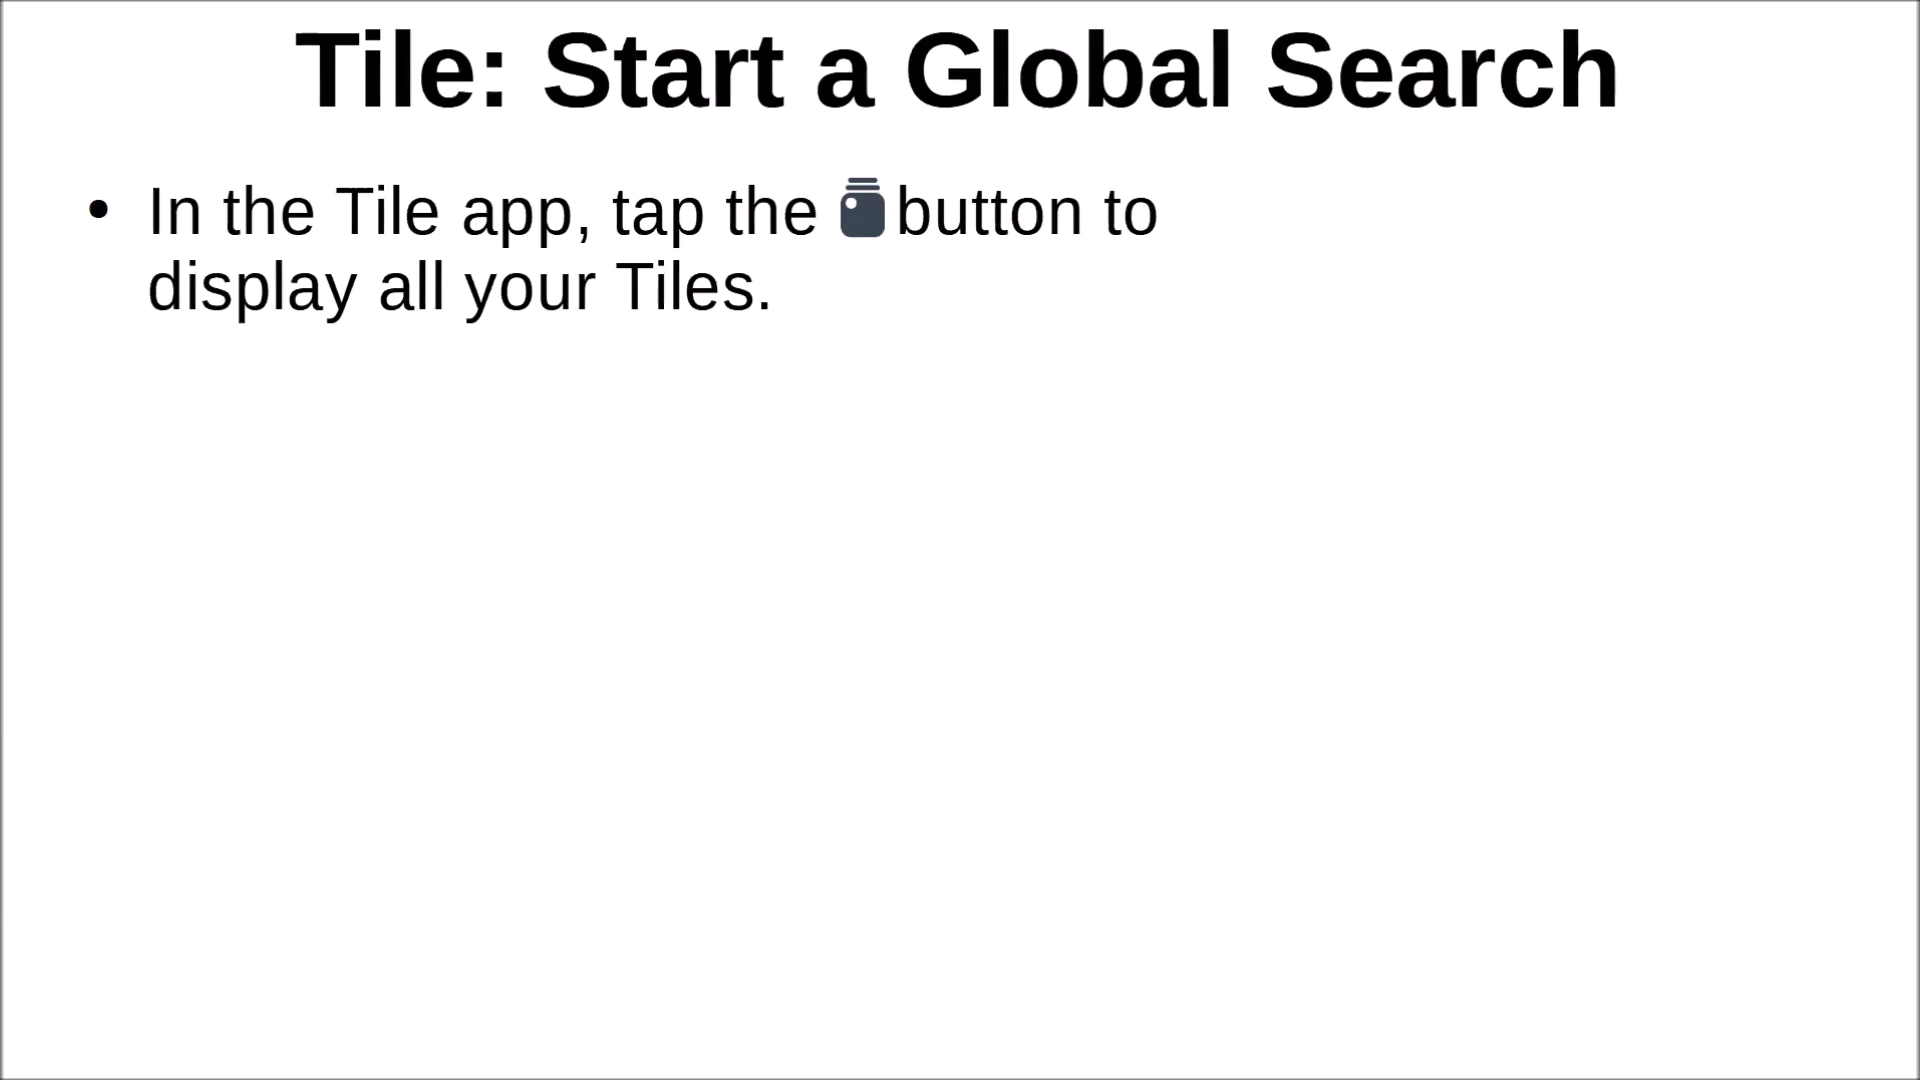 Tile: Start a Global Search
• In the Tile app, tap the button to
display all your Tiles.